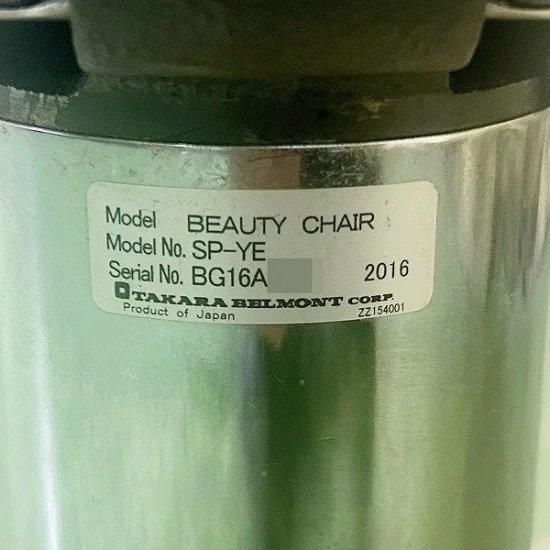 Model BEAUTY CHAIR
Model No. SP-YE
Serial No. BG16A 2016
TAKARA BELMONT CORP.
Product of Japan ZZ154001